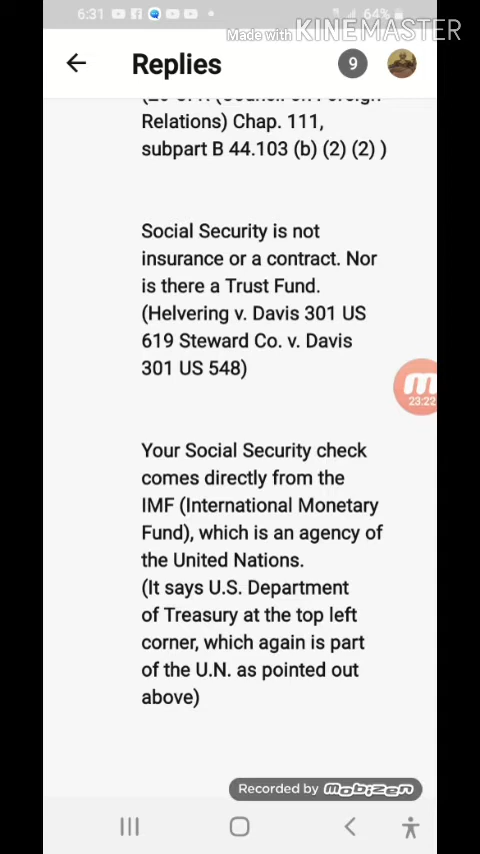 6:31
64%
Made with KINEMASTER
Replies
9
Relations) Chap. 111,
subpart B 44.103 (b) (2) (2) )
Social Security is not
insurance or a contract. Nor
is there a Trust Fund.
(Helvering v. Davis 301 US
619 Steward Co. v. Davis
301 US 548)
23:22
Your Social Security check
comes directly from the
IMF (International Monetary
Fund), which is an agency of
the United Nations.
(It says U.S. Department
of Treasury at the top left
corner, which again is part
of the U.N. as pointed out
above)
Recorded by mobizen